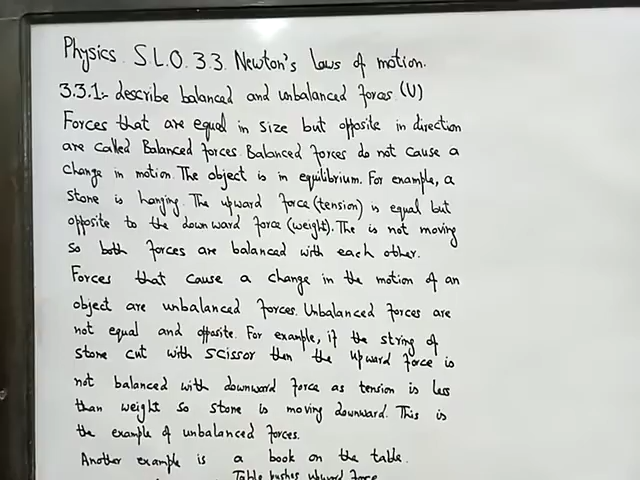 Physics S.L.O. 3.3. Newton's laws of motion.
3.3.1:- describe balanced and unbalanced forces. (U)
Forces that are equal in size but opposite in direction
are called Balanced forces. Balanced forces do not cause a
change in motion. The object is in equilibrium. For example, a
stone is hanging. The upward force (tension) is equal but
opposite to the downward force (weight). The is not moving
so both forces are balanced with each other.
Forces that cause a change in the motion of an
object are unbalanced forces. Unbalanced forces are
not equal and opposite. For example, if the string of
stone cut with scissor then the upward force is
not balanced with downward force as tension is less
than weight so stone is moving downward. This is
the example of unbalanced forces.
Another example is a book on the table.
Table pushes upward force